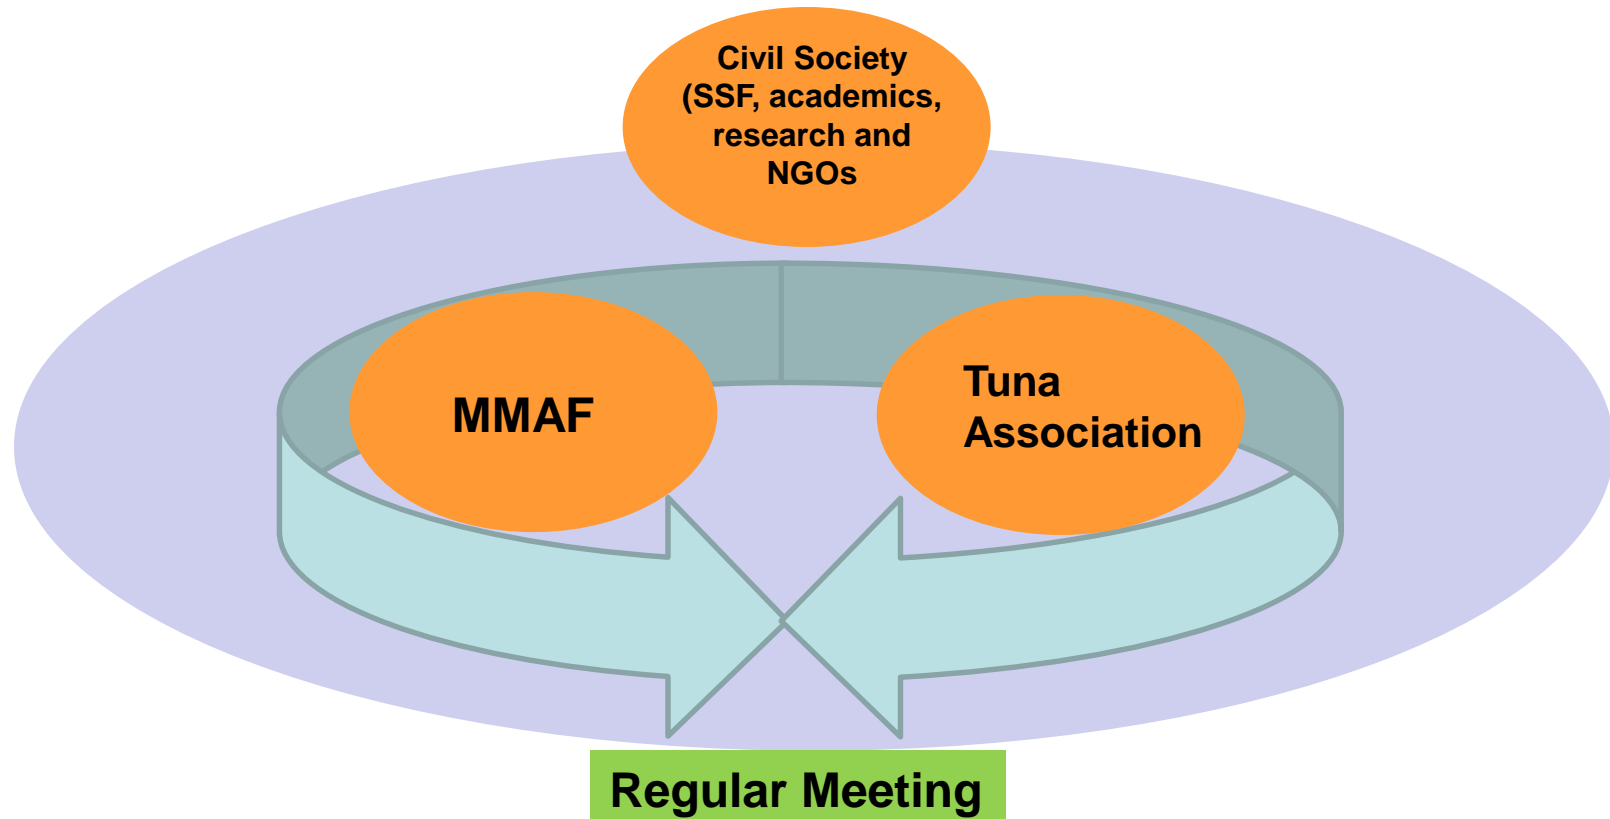 Civil Society
(SSF, academics,
research and
NGOs
MMAF
Tuna
Association
Regular Meeting